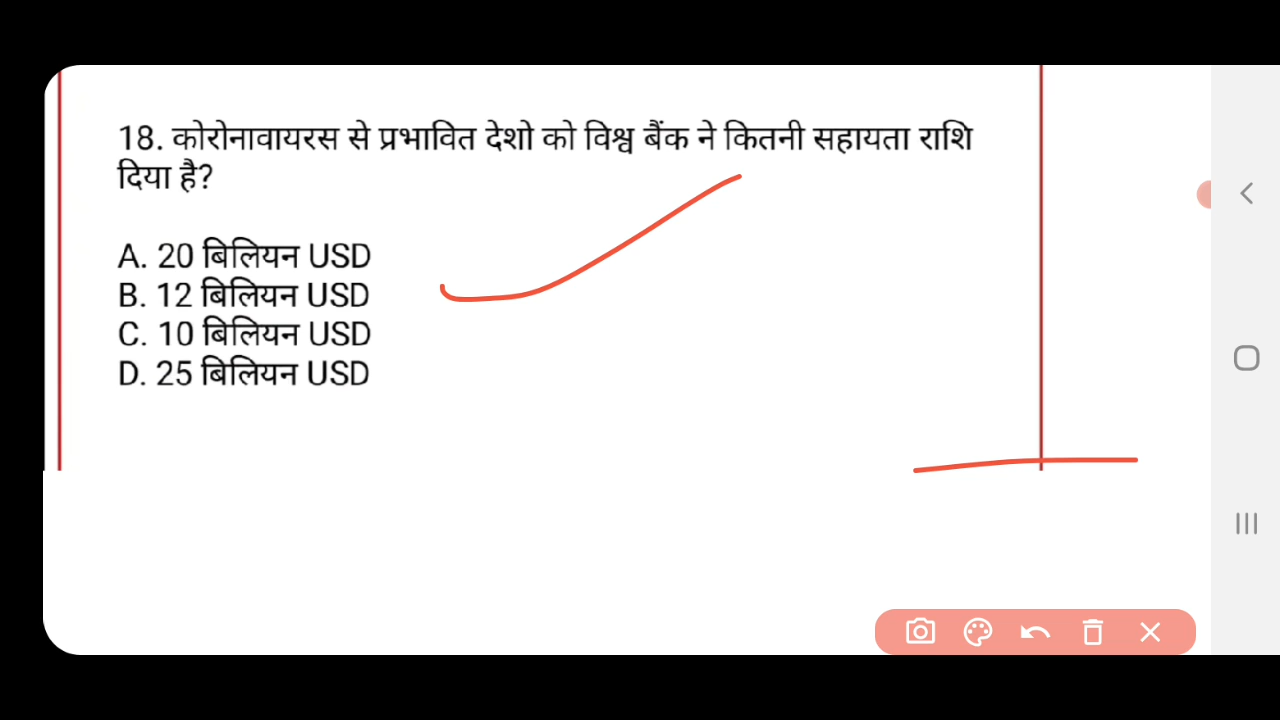 18. कोरोनावायरस से प्रभावित देशो को विश्व बैंक ने कितनी सहायता राशि
दिया है?
A. 20 बिलियन USD
B. 12 बिलियन USD
C. 10 बिलियन USD
D. 25 बिलियन USD